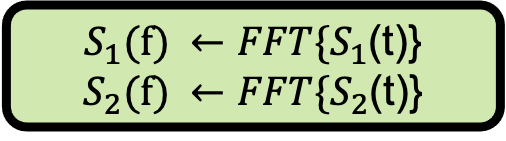 S₁(f) ← FFT{S₁(t)}
S₂(f) ← FFT{S₂(t)}